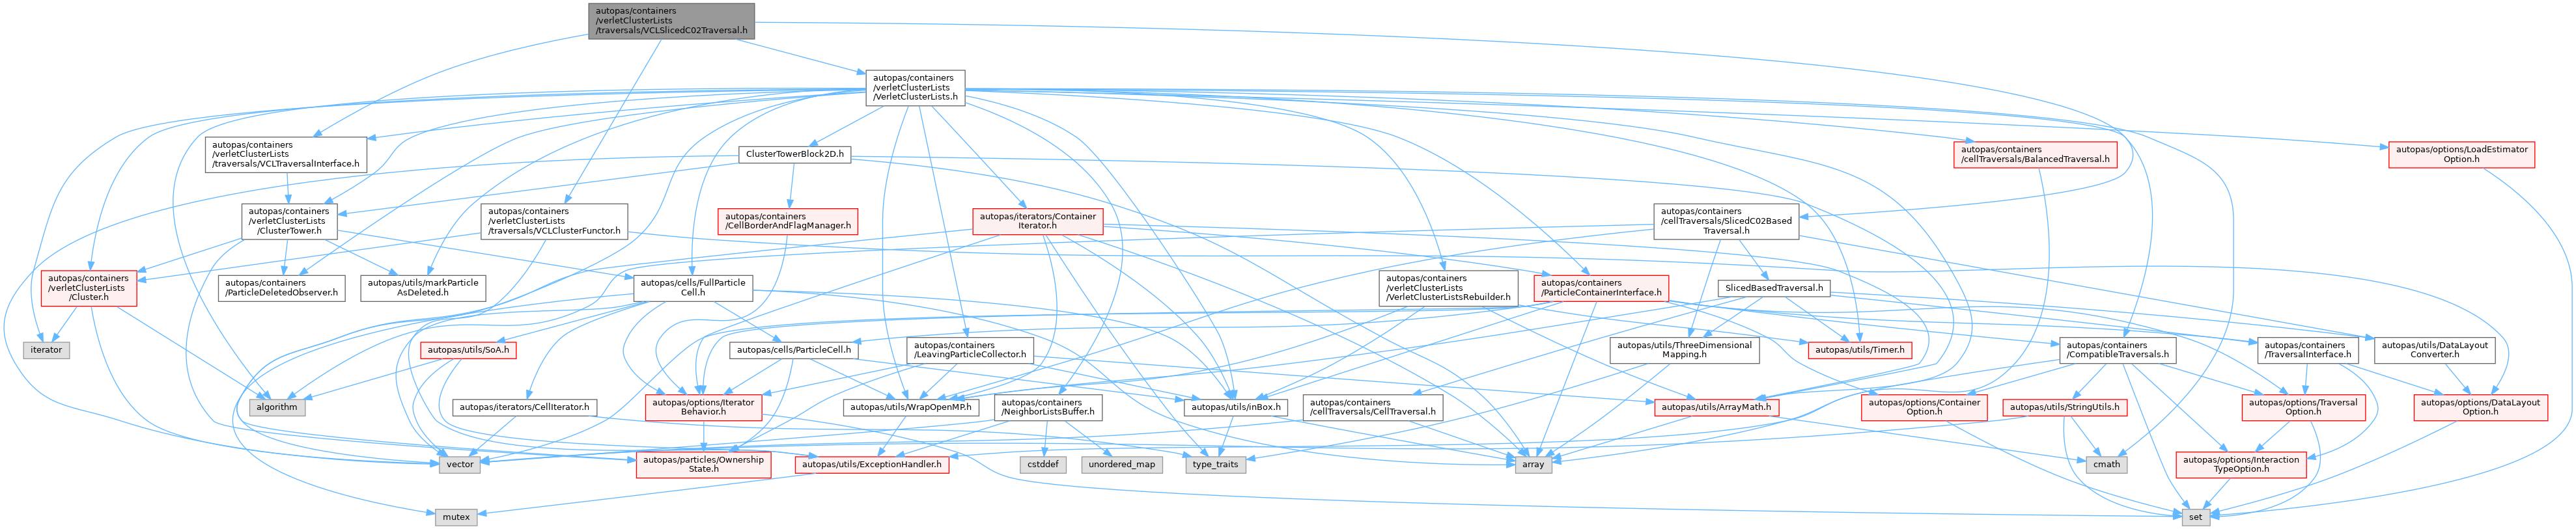 autopas/containers
/verletClusterLists
/traversals/VCLSlicedC02Traversal.h
autopas/containers
/verletClusterLists
/VerletClusterLists.h
autopas/containers
/verletClusterLists
/traversals/VCLTraversalInterface.h
ClusterTowerBlock2D.h
autopas/containers
/cellTraversals/BalancedTraversal.h
autopas/options/LoadEstimator
Option.h
autopas/containers
/verletClusterLists
/ClusterTower.h
autopas/containers
/verletClusterLists
/traversals/VCLClusterFunctor.h
autopas/containers
/CellBorderAndFlagManager.h
autopas/iterators/Container
Iterator.h
autopas/containers
/cellTraversals/SlicedC02Based
Traversal.h
autopas/containers
/verletClusterLists
/Cluster.h
autopas/containers
/ParticleDeletedObserver.h
autopas/utils/markParticle
AsDeleted.h
autopas/cells/FullParticle
Cell.h
autopas/containers
/verletClusterLists
/VerletClusterListsRebuilder.h
autopas/containers
/ParticleContainerInterface.h
SlicedBasedTraversal.h
iterator
autopas/utils/SoA.h
autopas/cells/ParticleCell.h
autopas/containers
/LeavingParticleCollector.h
autopas/utils/ThreeDimensional
Mapping.h
autopas/utils/Timer.h
autopas/containers
/CompatibleTraversals.h
autopas/containers
/TraversalInterface.h
autopas/utils/DataLayout
Converter.h
algorithm
autopas/iterators/CellIterator.h
autopas/options/Iterator
Behavior.h
autopas/utils/WrapOpenMP.h
autopas/containers
/NeighborListsBuffer.h
autopas/utils/inBox.h
autopas/containers
/cellTraversals/CellTraversal.h
autopas/utils/ArrayMath.h
autopas/options/Container
Option.h
autopas/utils/StringUtils.h
autopas/options/Traversal
Option.h
autopas/options/DataLayout
Option.h
vector
autopas/particles/Ownership
State.h
autopas/utils/ExceptionHandler.h
cstddef
unordered_map
type_traits
array
cmath
autopas/options/Interaction
TypeOption.h
mutex
set